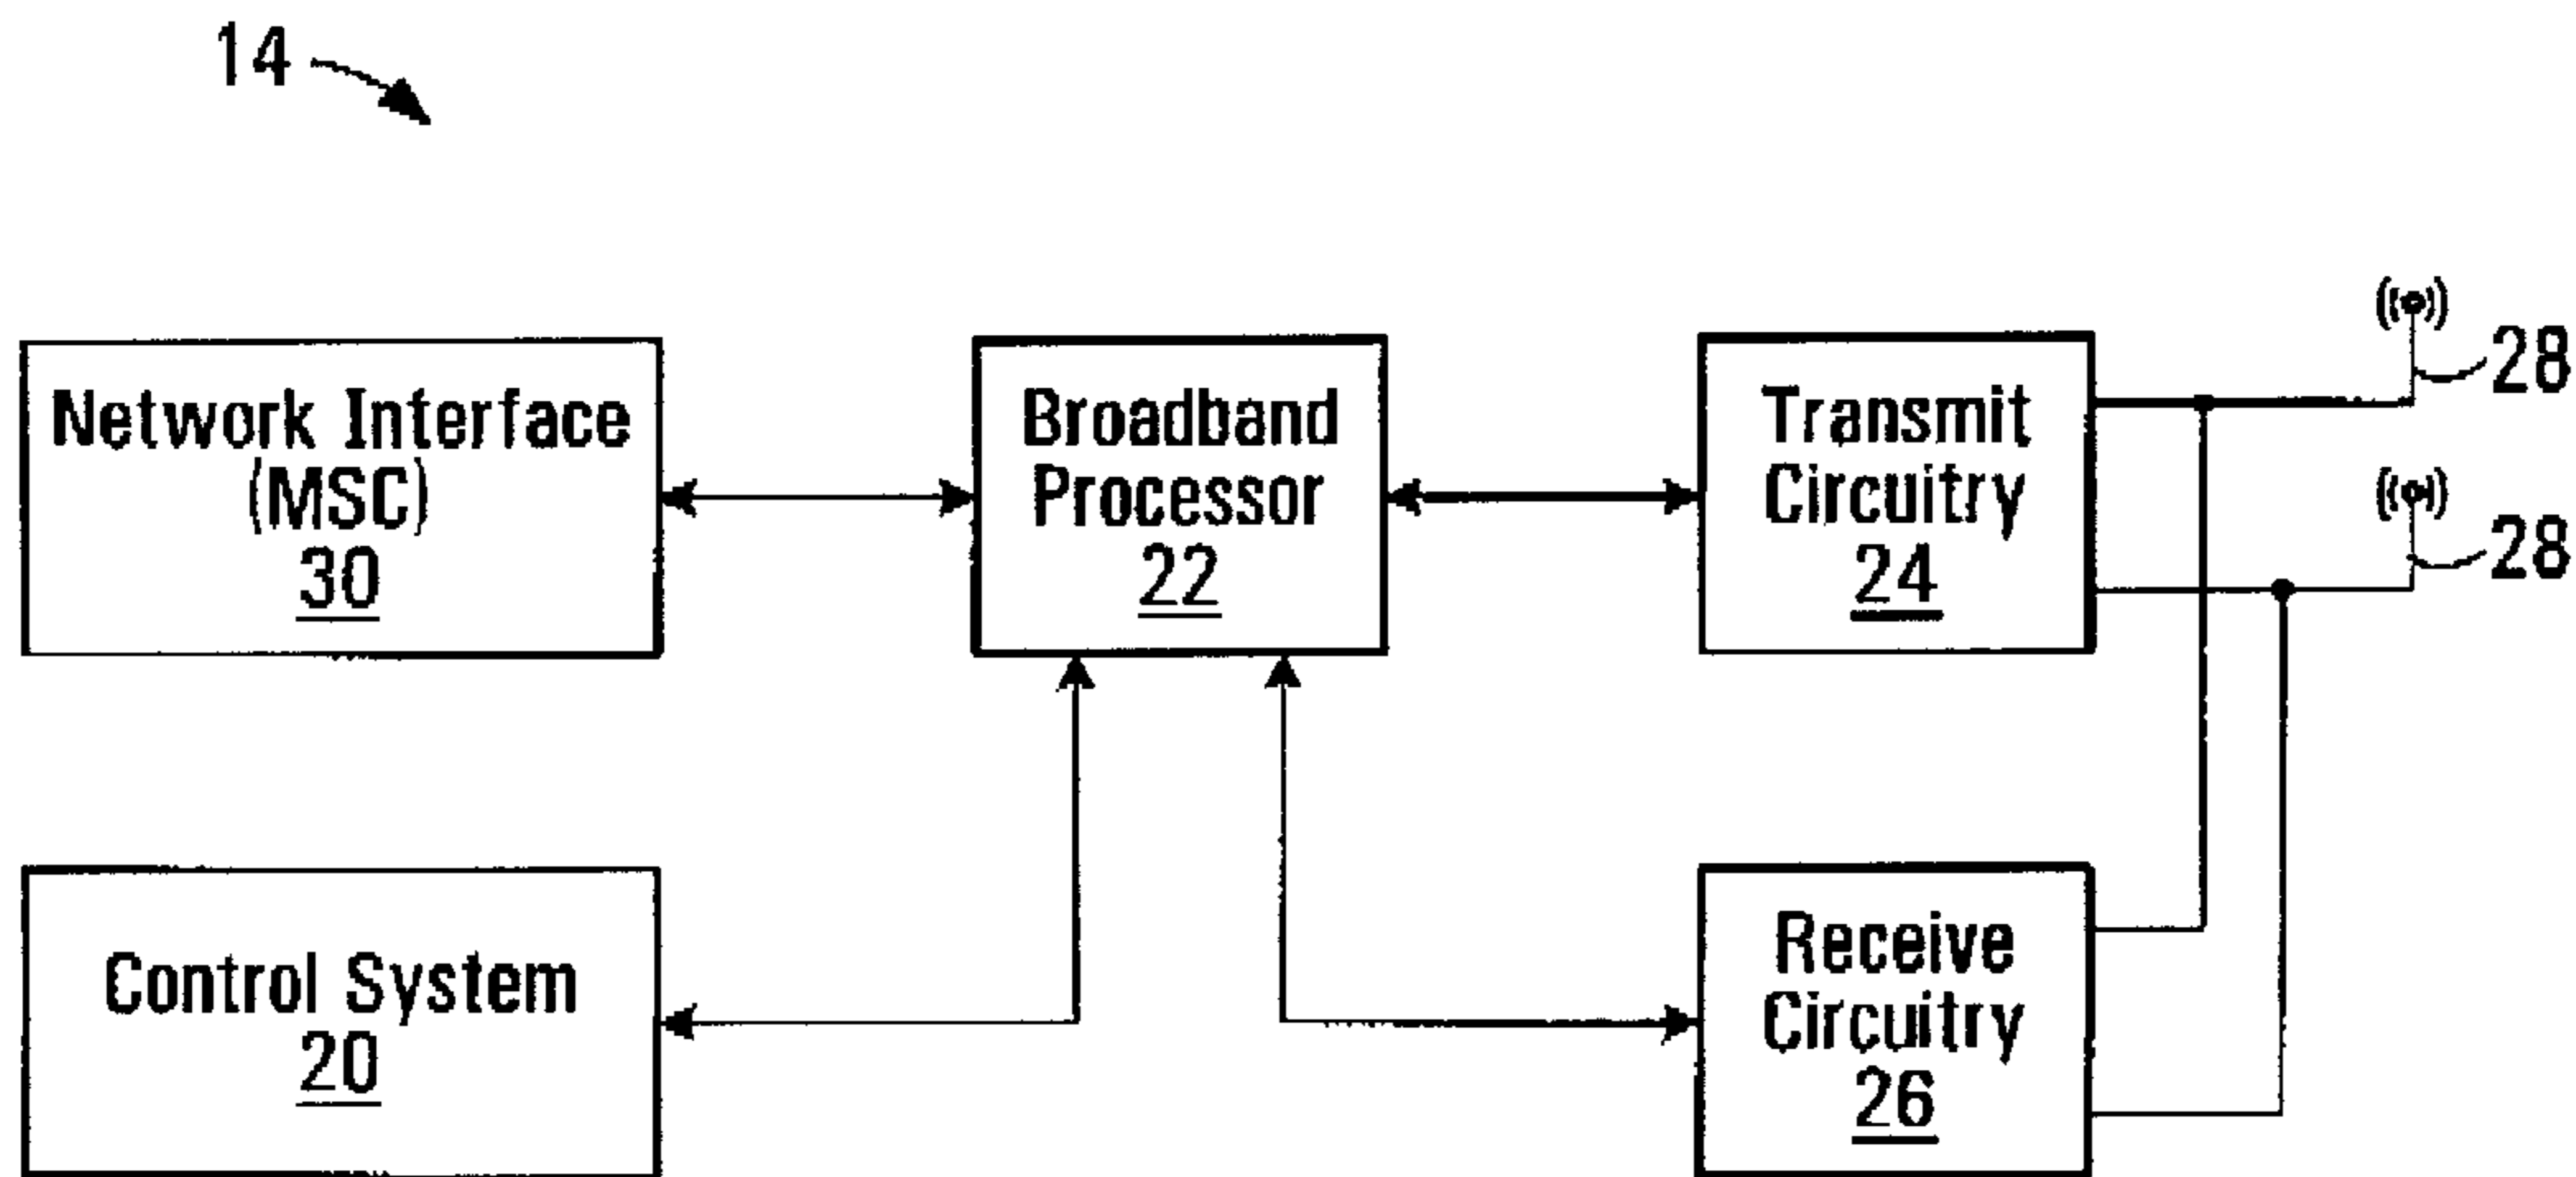 14
Network Interface
(MSC)
30
Broadband
Processor
22
Transmit
Circuitry
24
28
28
Control System
20
Receive
Circuitry
26